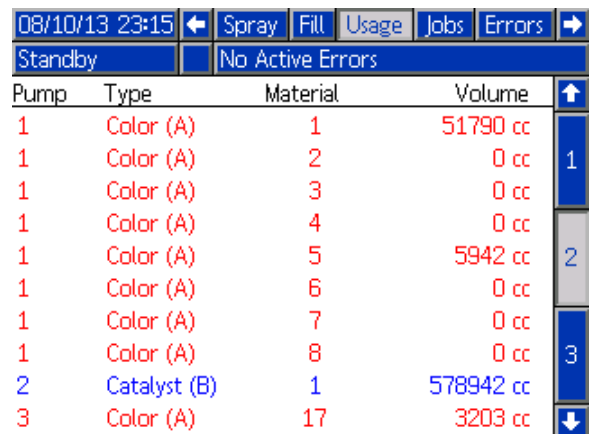 08/10/13 23:15 Spray Fill Usage Jobs Errors
Standby No Active Errors
Pump Type Material Volume
1 Color (A) 1 51790 cc
1 Color (A) 2 0 cc
1 Color (A) 3 0 cc
1 Color (A) 4 0 cc
1 Color (A) 5 5942 cc
1 Color (A) 6 0 cc
1 Color (A) 7 0 cc
1 Color (A) 8 0 cc
2 Catalyst (B) 1 578942 cc
3 Color (A) 17 3203 cc
1
2
3